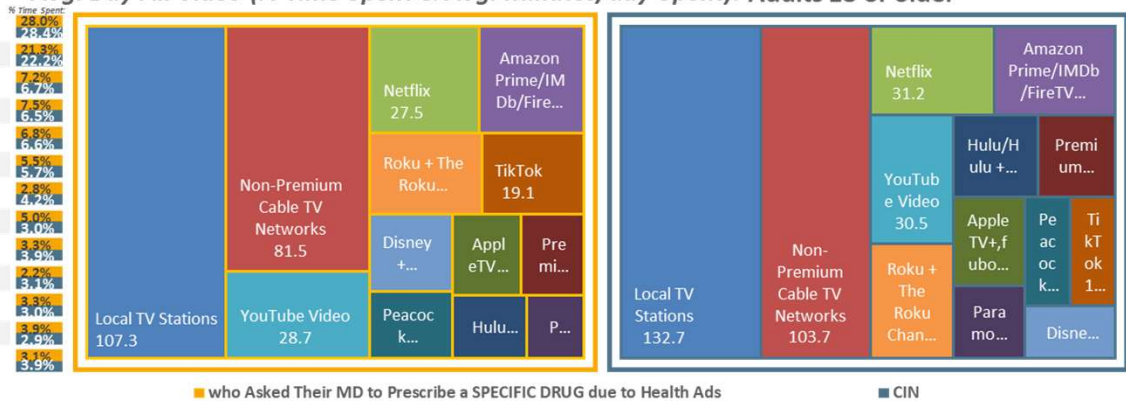 % Time Spent:
28.0%
28.4%
21.3%
22.2%
7.2%
6.7%
7.5%
6.5%
6.8%
6.6%
5.5%
5.7%
2.8%
4.2%
5.0%
3.0%
3.3%
3.9%
2.2%
3.1%
3.3%
3.0%
3.9%
2.9%
3.1%
3.9%
Local TV Stations
107.3
Non-Premium
Cable TV
Networks
81.5
YouTube Video
28.7
Netflix
27.5
Amazon
Prime/IM
Db/Fire...
Roku + The
Roku...
TikTok
19.1
Disney
+...
Appl
eTV...
Pre
mi...
Peacoc
k...
Hulu...
P...
Local TV
Stations
132.7
Non-
Premium
Cable TV
Networks
103.7
Netflix
31.2
Amazon
Prime/IMDb
/FireTV...
YouTub
e Video
30.5
Hulu/H
ulu +...
Premi
um...
Roku +
The
Roku
Chan...
Apple
TV+,f
ubo...
Pe
ac
oc
k...
Ti
kT
ok
1...
Para
mo...
Disne...
who Asked Their MD to Prescribe a SPECIFIC DRUG due to Health Ads
CIN